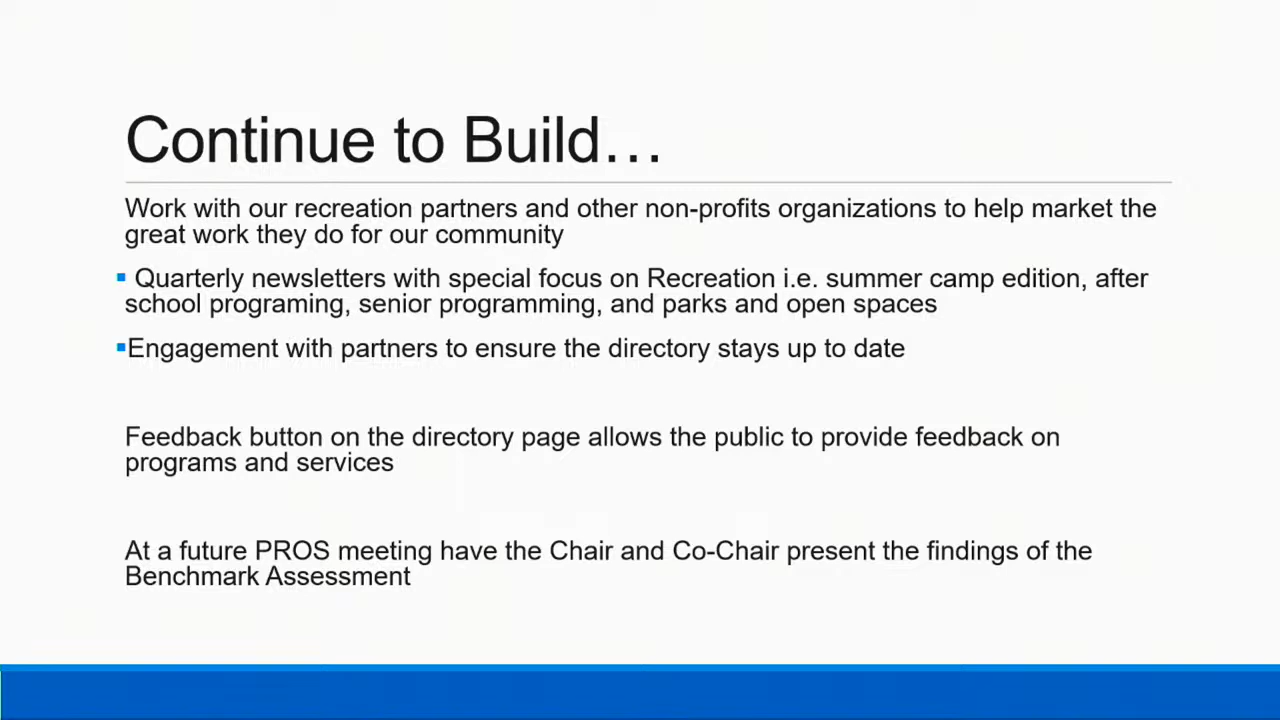 Continue to Build…
Work with our recreation partners and other non-profits organizations to help market the
great work they do for our community
▪ Quarterly newsletters with special focus on Recreation i.e. summer camp edition, after
school programing, senior programming, and parks and open spaces
▪Engagement with partners to ensure the directory stays up to date
Feedback button on the directory page allows the public to provide feedback on
programs and services
At a future PROS meeting have the Chair and Co-Chair present the findings of the
Benchmark Assessment